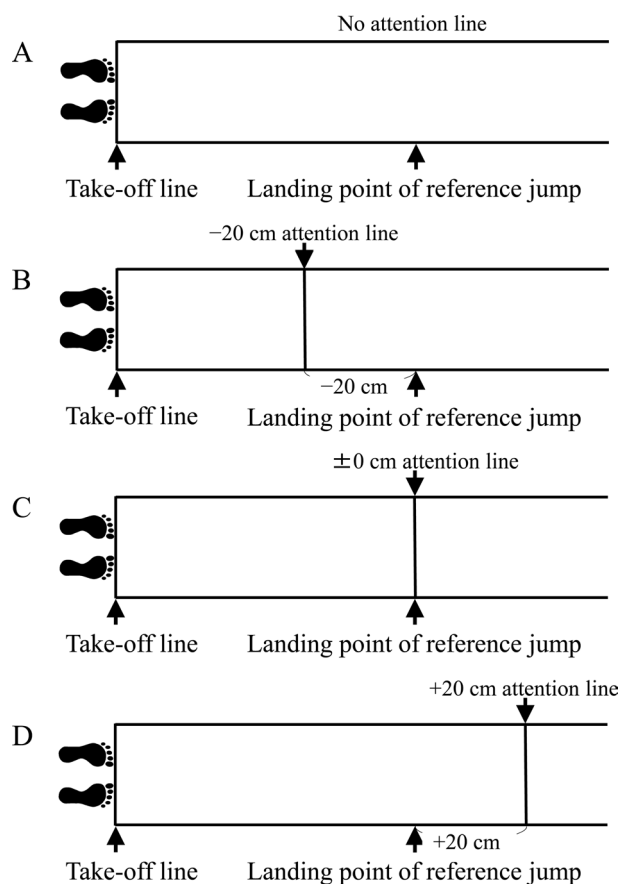 No attention line
A
Take-off line Landing point of reference jump
−20 cm attention line
B
−20 cm
Take-off line Landing point of reference jump
±0 cm attention line
C
Take-off line Landing point of reference jump
+20 cm attention line
D
+20 cm
Take-off line Landing point of reference jump